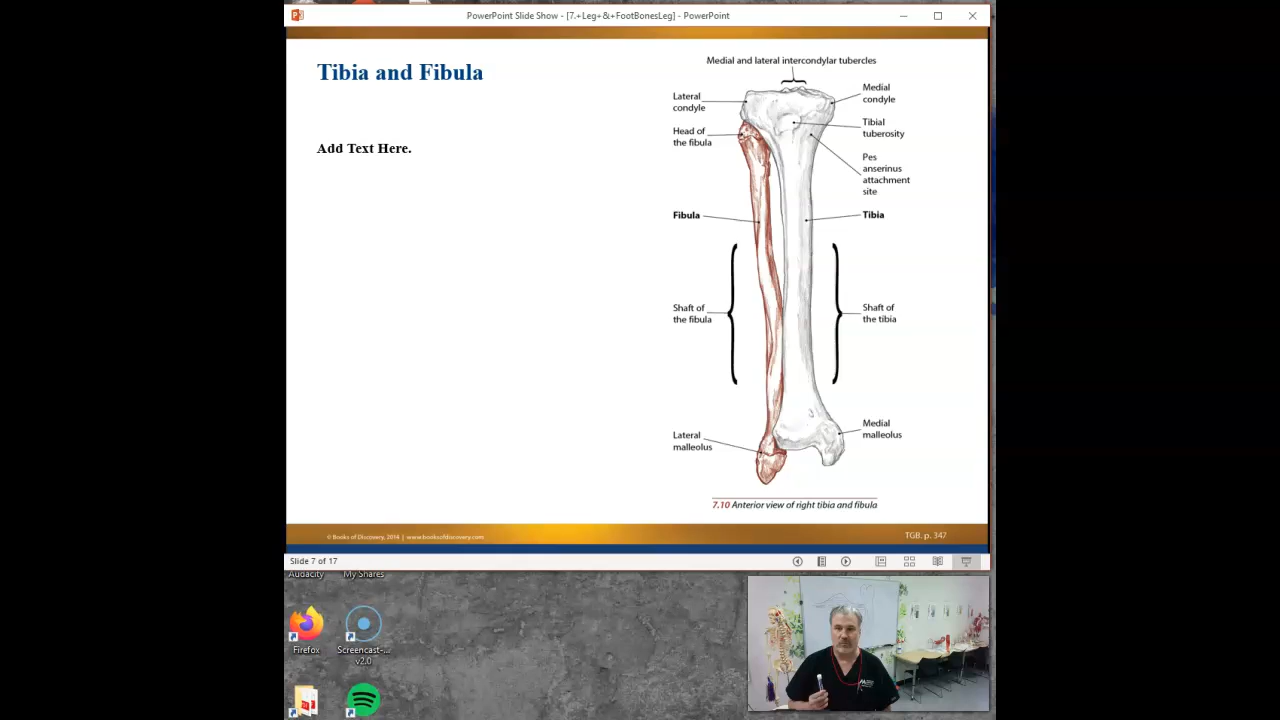 PowerPoint Slide Show - [7.+Leg+&+FootBonesLeg] - PowerPoint
Tibia and Fibula
Add Text Here.
Medial and lateral intercondylar tubercles
Lateral
condyle
Medial
condyle
Head of
the fibula
Tibial
tuberosity
Pes
anserinus
attachment
site
Fibula
Tibia
Shaft of
the fibula
Shaft of
the tibia
Lateral
malleolus
Medial
malleolus
7.10 Anterior view of right tibia and fibula
© Books of Discovery, 2014 | www.booksofdiscovery.com
TGB. p. 347
Slide 7 of 17
Audacity
My Shares
Firefox
Screencast-...
v2.0